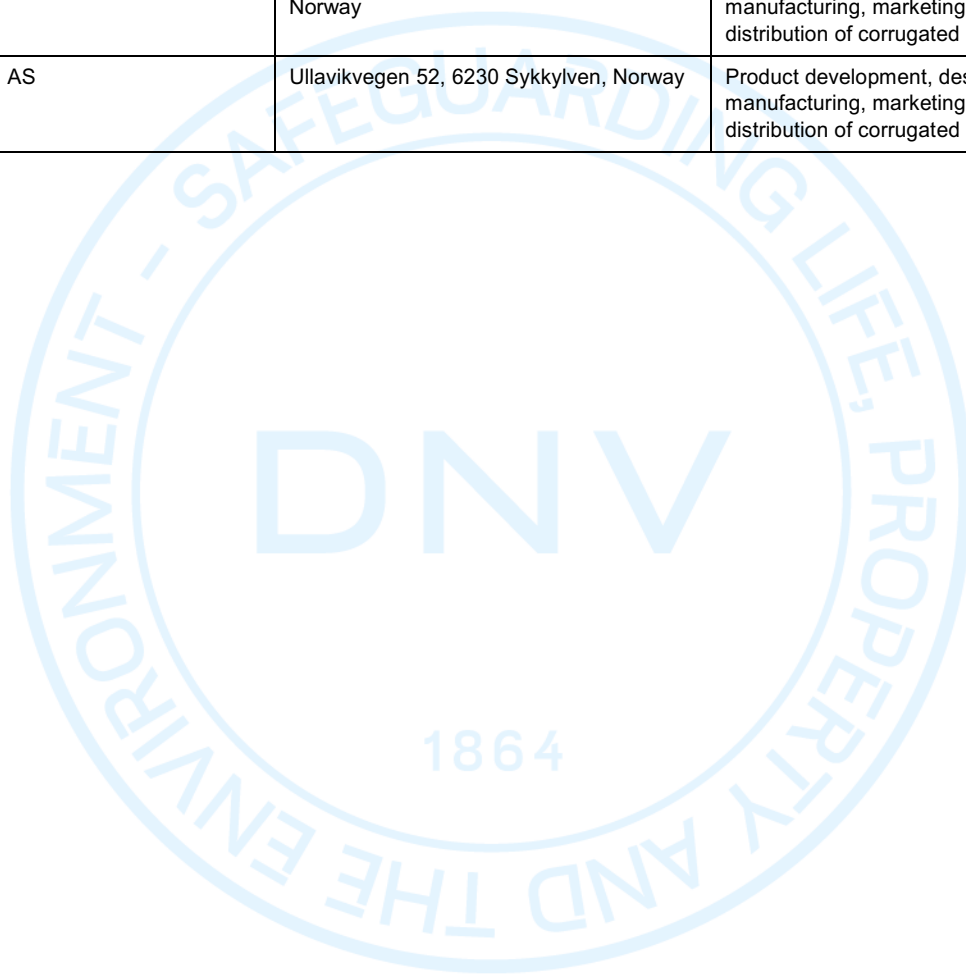 Norway
manufacturing, marketing
distribution of corrugated
AS
Ullavikvegen 52, 6230 Sykkylven, Norway
Product development, des
manufacturing, marketing
distribution of corrugated
SAFEGUARDING LIFE, PROPERTY AND THE ENVIRONMENT -
DNV
1864